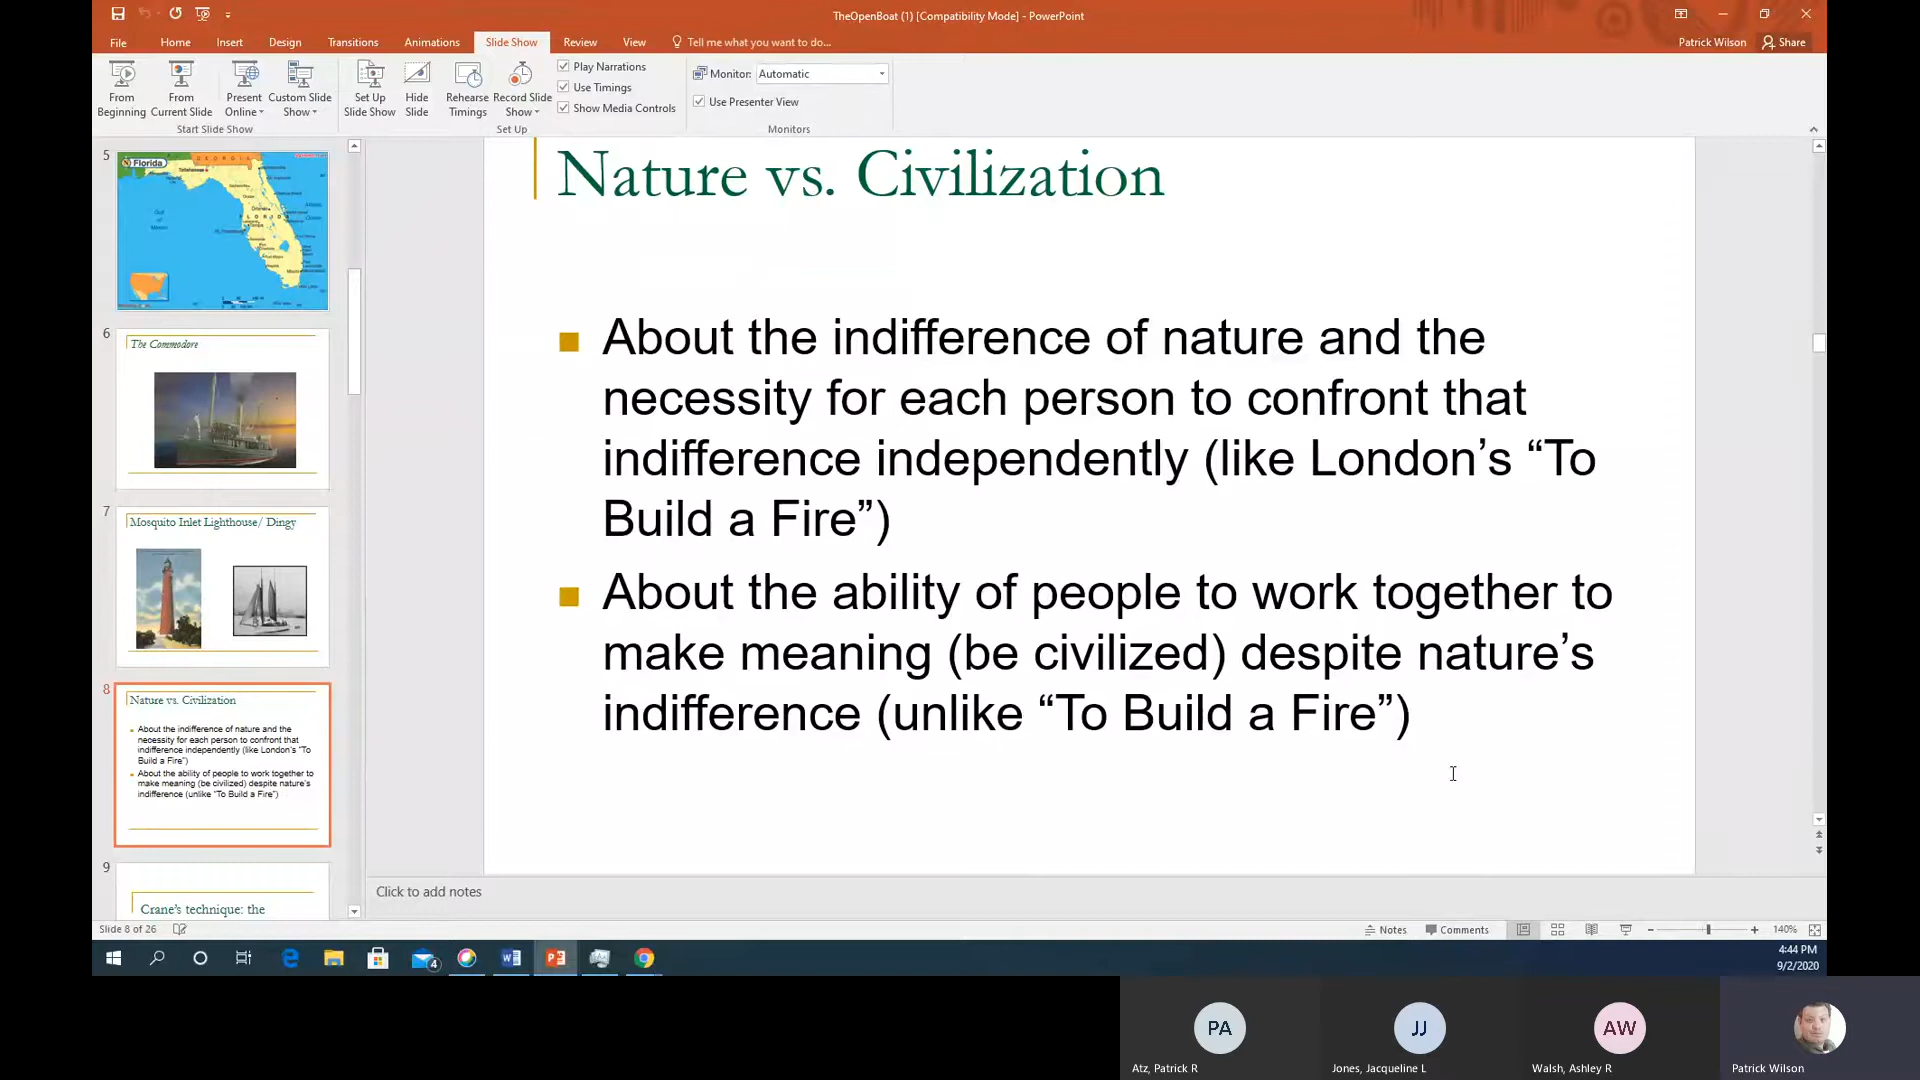 TheOpenBoat (1) [Compatibility Mode] - PowerPoint
File Home Insert Design Transitions Animations Slide Show Review View Tell me what you want to do... Patrick Wilson Share
From Beginning
From Current Slide
Present Online
Custom Slide Show
Set Up Slide Show
Hide Slide
Rehearse Timings
Record Slide Show
Play Narrations
Use Timings
Show Media Controls
Monitor: Automatic
Use Presenter View
Start Slide Show Set Up Monitors
5
Florida
GEORGIA
FLORIDA
6
The Commodore
7
Mosquito Inlet Lighthouse/ Dingy
8
Nature vs. Civilization
About the indifference of nature and the
necessity for each person to confront that
indifference independently (like London's "To
Build a Fire")
About the ability of people to work together to
make meaning (be civilized) despite nature's
indifference (unlike "To Build a Fire")
9
Crane's technique: the
Nature vs. Civilization
About the indifference of nature and the
necessity for each person to confront that
indifference independently (like London’s “To
Build a Fire”)
About the ability of people to work together to
make meaning (be civilized) despite nature’s
indifference (unlike “To Build a Fire”)
Click to add notes
Slide 8 of 26 Notes Comments 140%
4
4:44 PM
9/2/2020
PA JJ AW
Atz, Patrick R Jones, Jacqueline L Walsh, Ashley R Patrick Wilson